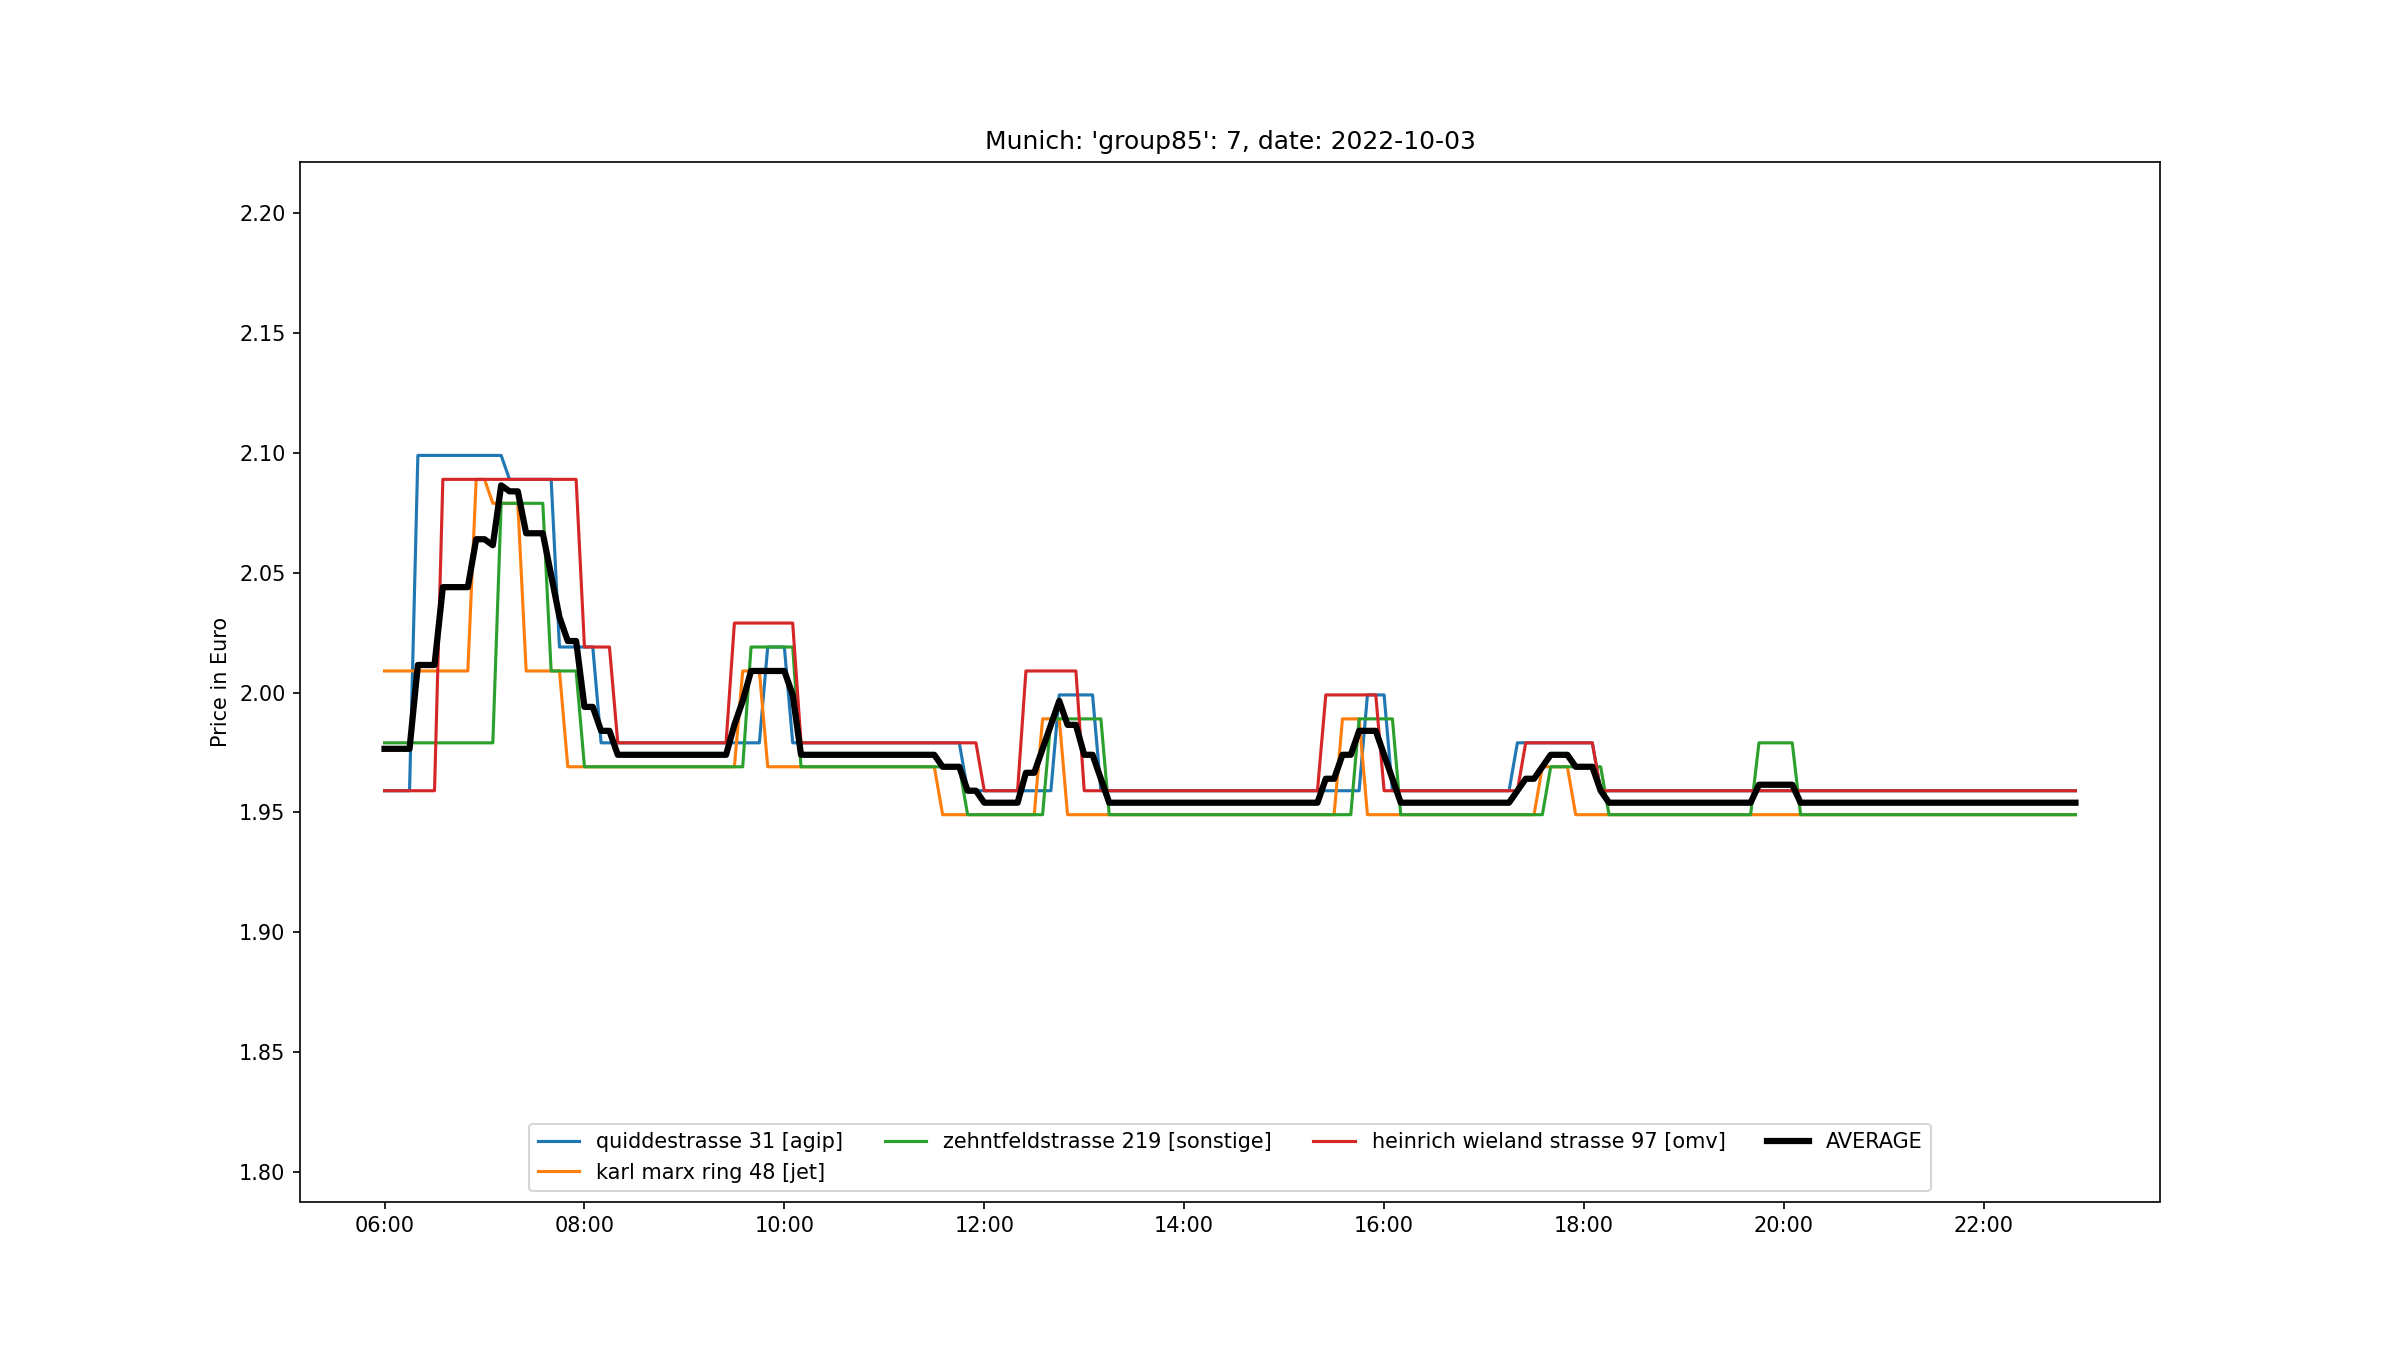 Munich: 'group85': 7, date: 2022-10-03
Price in Euro
2.20
2.15
2.10
2.05
2.00
1.95
1.90
1.85
1.80
quiddestrasse 31 [agip] zehntfeldstrasse 219 [sonstige] heinrich wieland strasse 97 [omv] AVERAGE
karl marx ring 48 [jet]
06:00 08:00 10:00 12:00 14:00 16:00 18:00 20:00 22:00